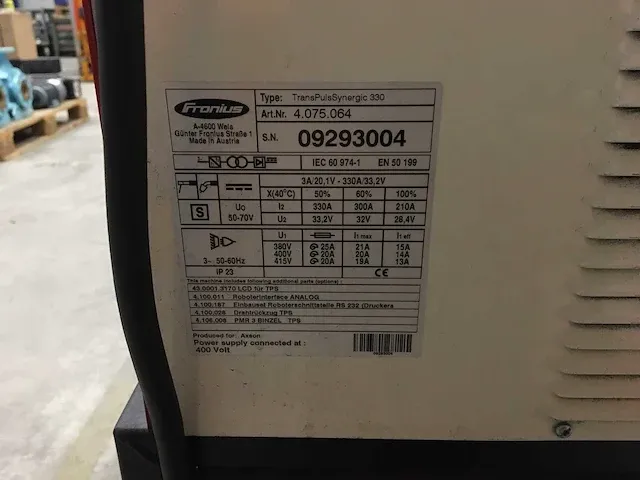 Fronius
A-4600 Wels
Günter Fronius Straße 1
Made in Austria
Type: TransPulsSynergic 330
Art.Nr. 4.075.064
S.N. 09293004
IEC 60 974-1 EN 50 199
3A/20,1V - 330A/33,2V
X(40°C) 50% 60% 100%
S Uo I2 330A 300A 210A
50-70V U2 33,2V 32V 28,4V
U1 I1 max I1 eff
380V 25A 21A 15A
3~ 50-60Hz 400V 20A 20A 14A
415V 20A 19A 13A
IP 23 CE
This machine includes following additional parts (optional) :
43,0001,3170 LCD für TPS
4,100,011 Roboterinterface ANALOG
4,100,187 Einbauset Roboterschnittstelle RS 232 (Druckers
4,100,026 Drehtrückzug TPS
4,106,006 PMR 3 BINZEL TPS
Produced for: Axson
Power supply connected at :
400 Volt